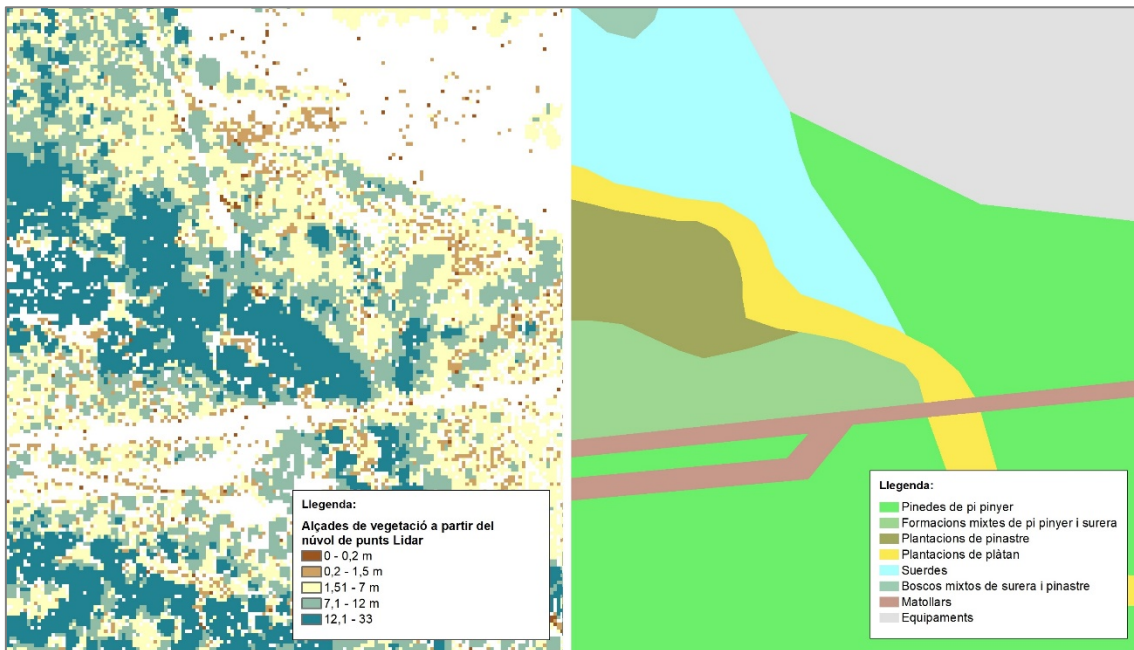 Llegenda:
Alçades de vegetació a partir del
núvol de punts Lidar
0 - 0,2 m
0,2 - 1,5 m
1,51 - 7 m
7,1 - 12 m
12,1 - 33
Llegenda:
Pinedes de pi pinyer
Formacions mixtes de pi pinyer i surera
Plantacions de pinastre
Plantacions de plàtan
Suerdes
Boscos mixtos de surera i pinastre
Matollars
Equipaments